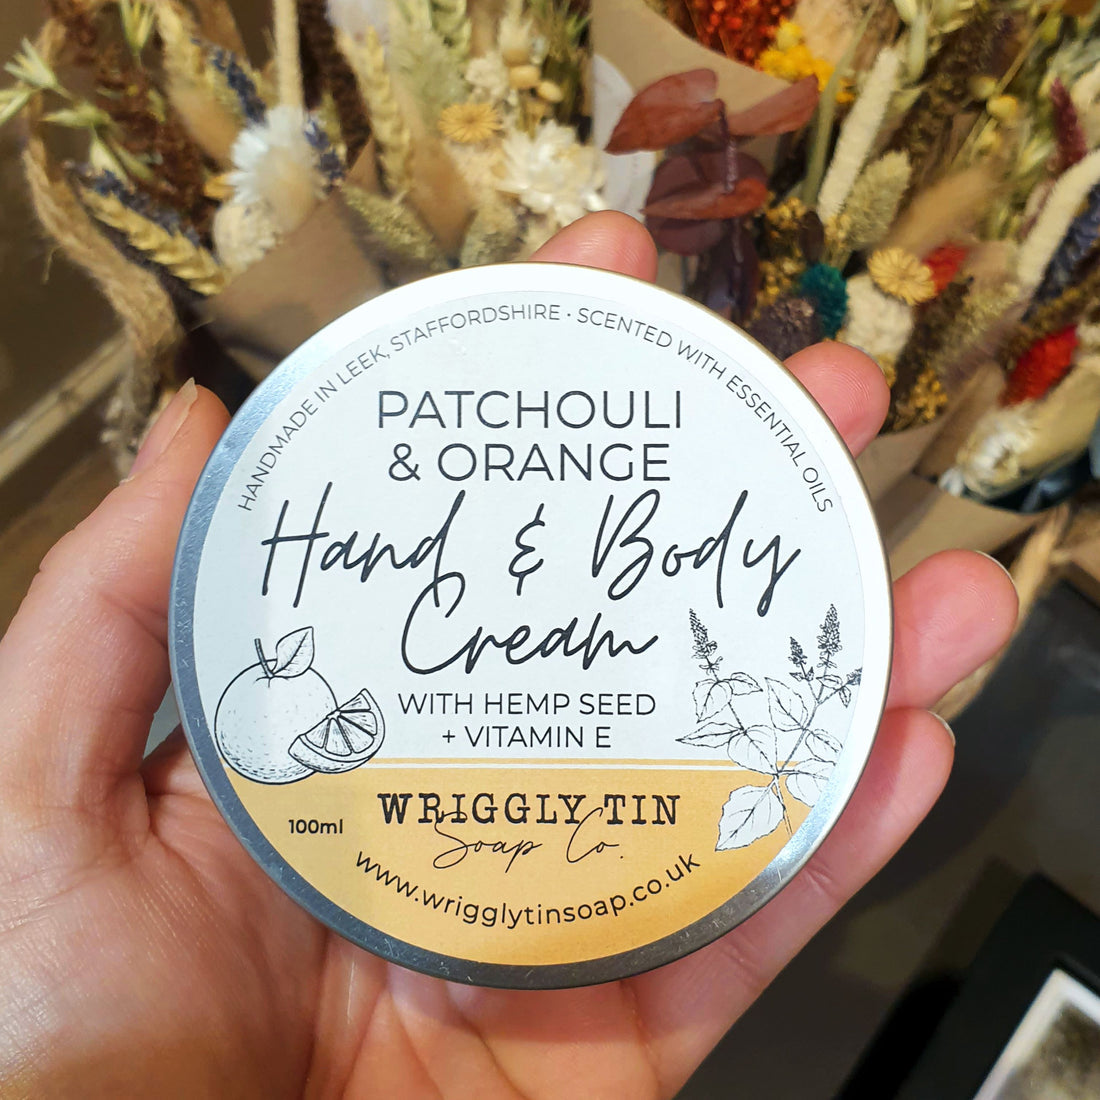 HANDMADE IN LEEK, STAFFORDSHIRE · SCENTED WITH ESSENTIAL OILS
PATCHOULI
& ORANGE
Hand & Body
Cream
WITH HEMP SEED
+ VITAMIN E
WRIGGLY TIN
Soap Co.
100ml
www.wrigglytinsoap.co.uk